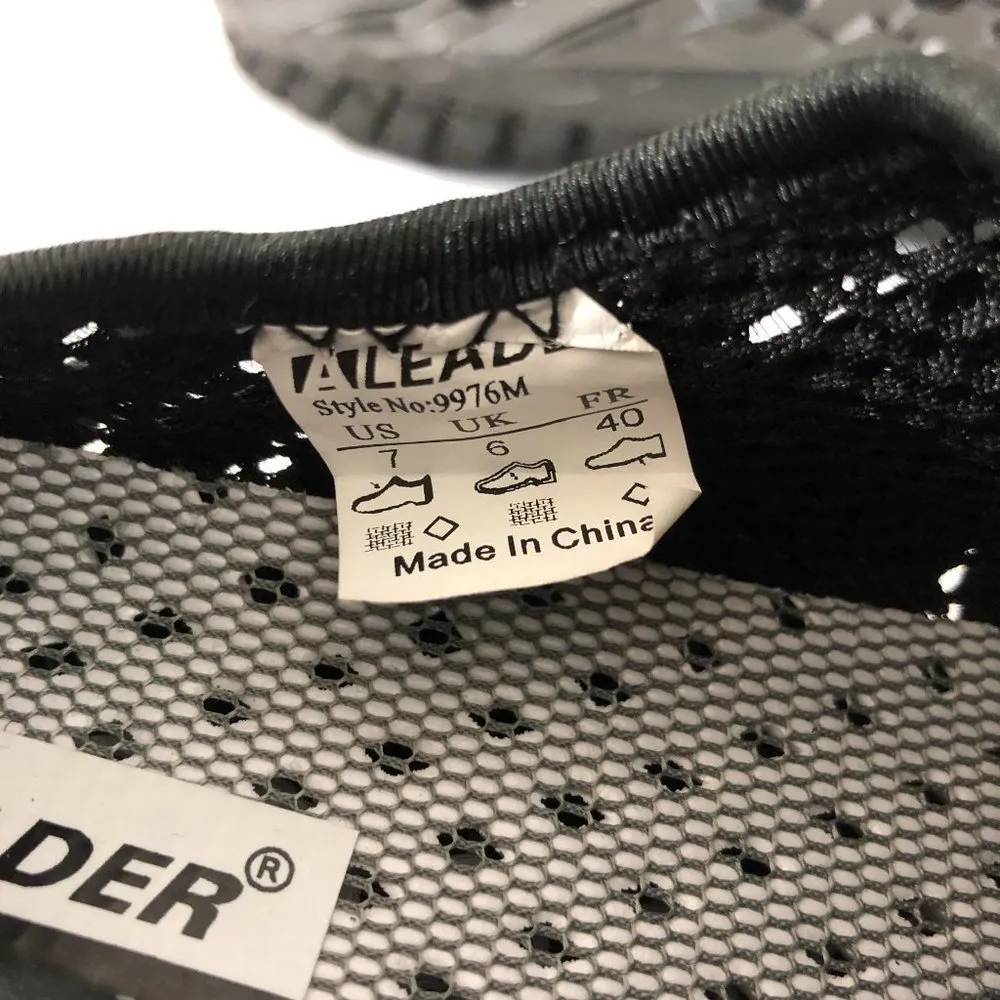 ALEADE
Style No:9976M
US UK FR
7 6 40
Made In China
DER®